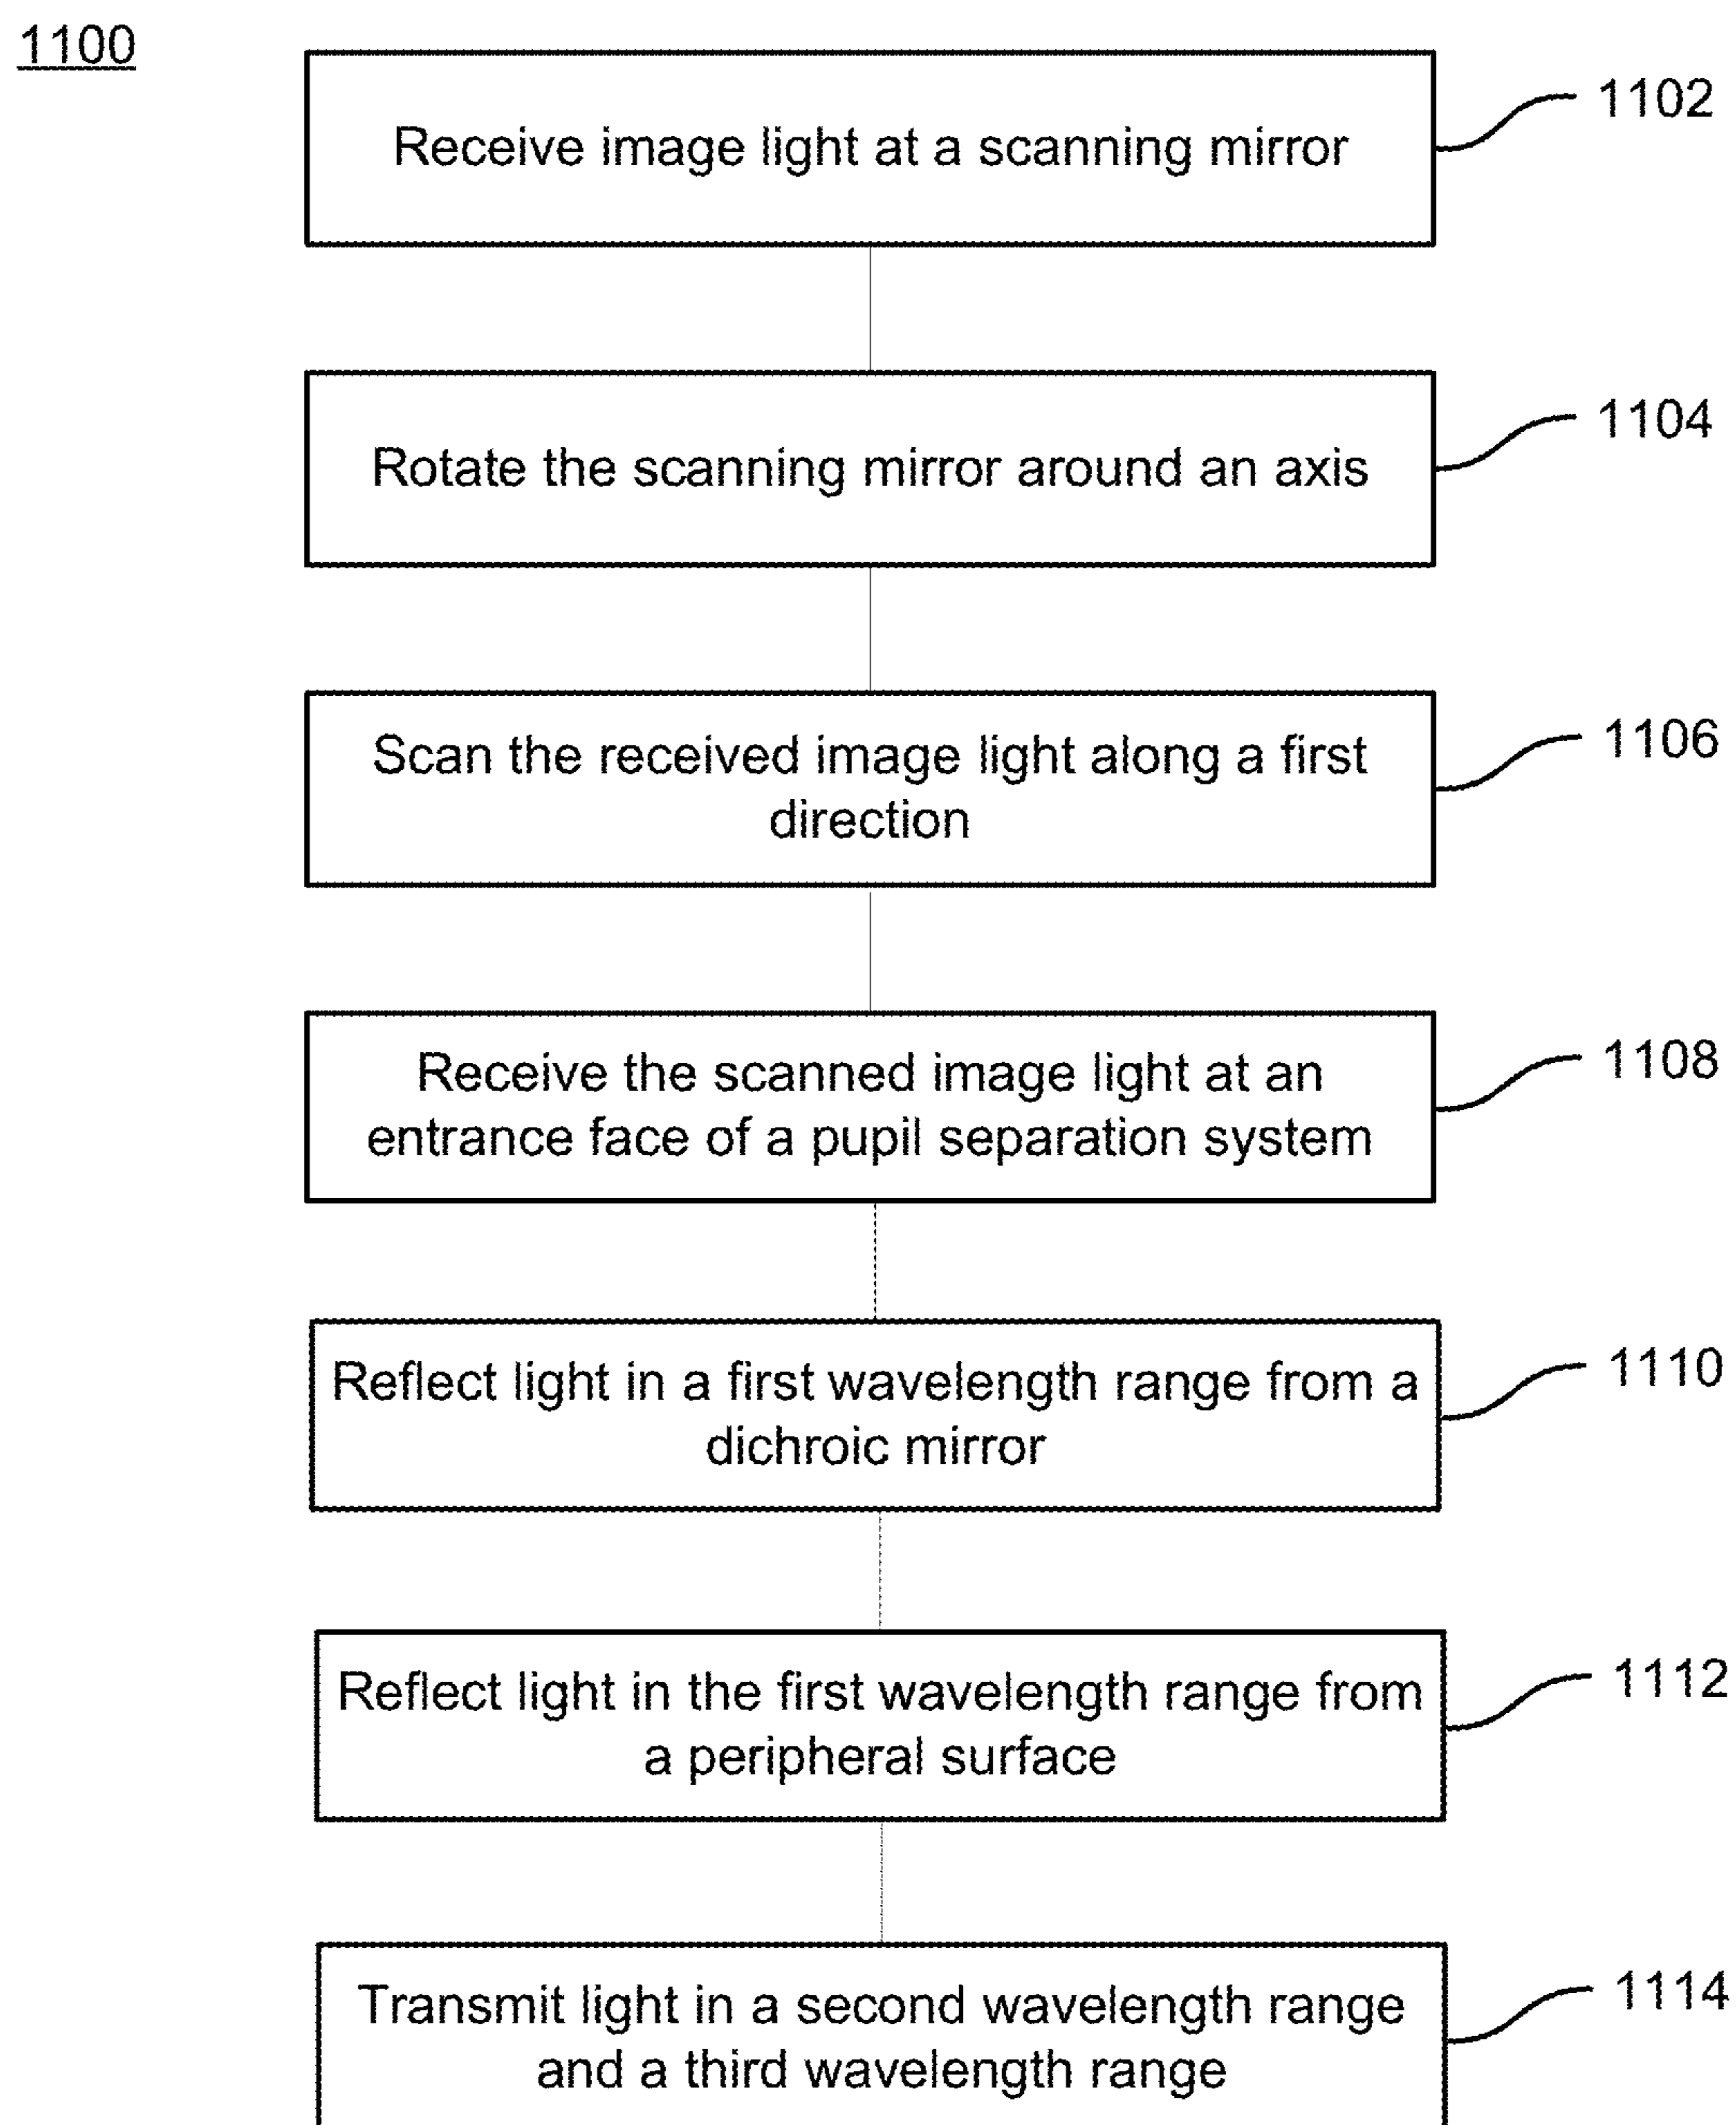 1100
Receive image light at a scanning mirror
1102
Rotate the scanning mirror around an axis
1104
Scan the received image light along a first
direction
1106
Receive the scanned image light at an
entrance face of a pupil separation system
1108
Reflect light in a first wavelength range from a
dichroic mirror
1110
Reflect light in the first wavelength range from
a peripheral surface
1112
Transmit light in a second wavelength range
and a third wavelength range
1114